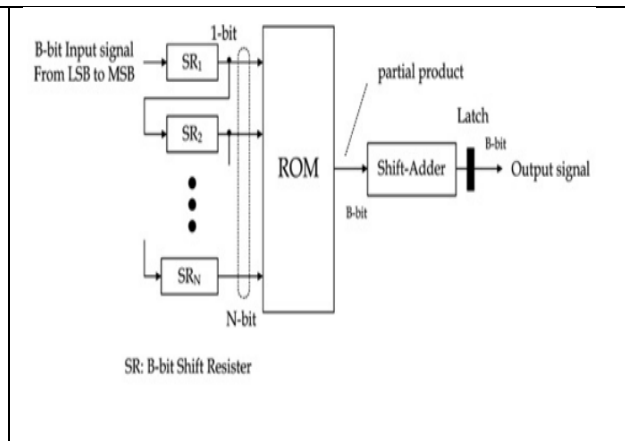 1-bit
B-bit Input signal
From LSB to MSB
SR₁
partial product
SR₂
Latch
B-bit
ROM
Shift-Adder
Output signal
B-bit
SRN
N-bit
SR: B-bit Shift Resister